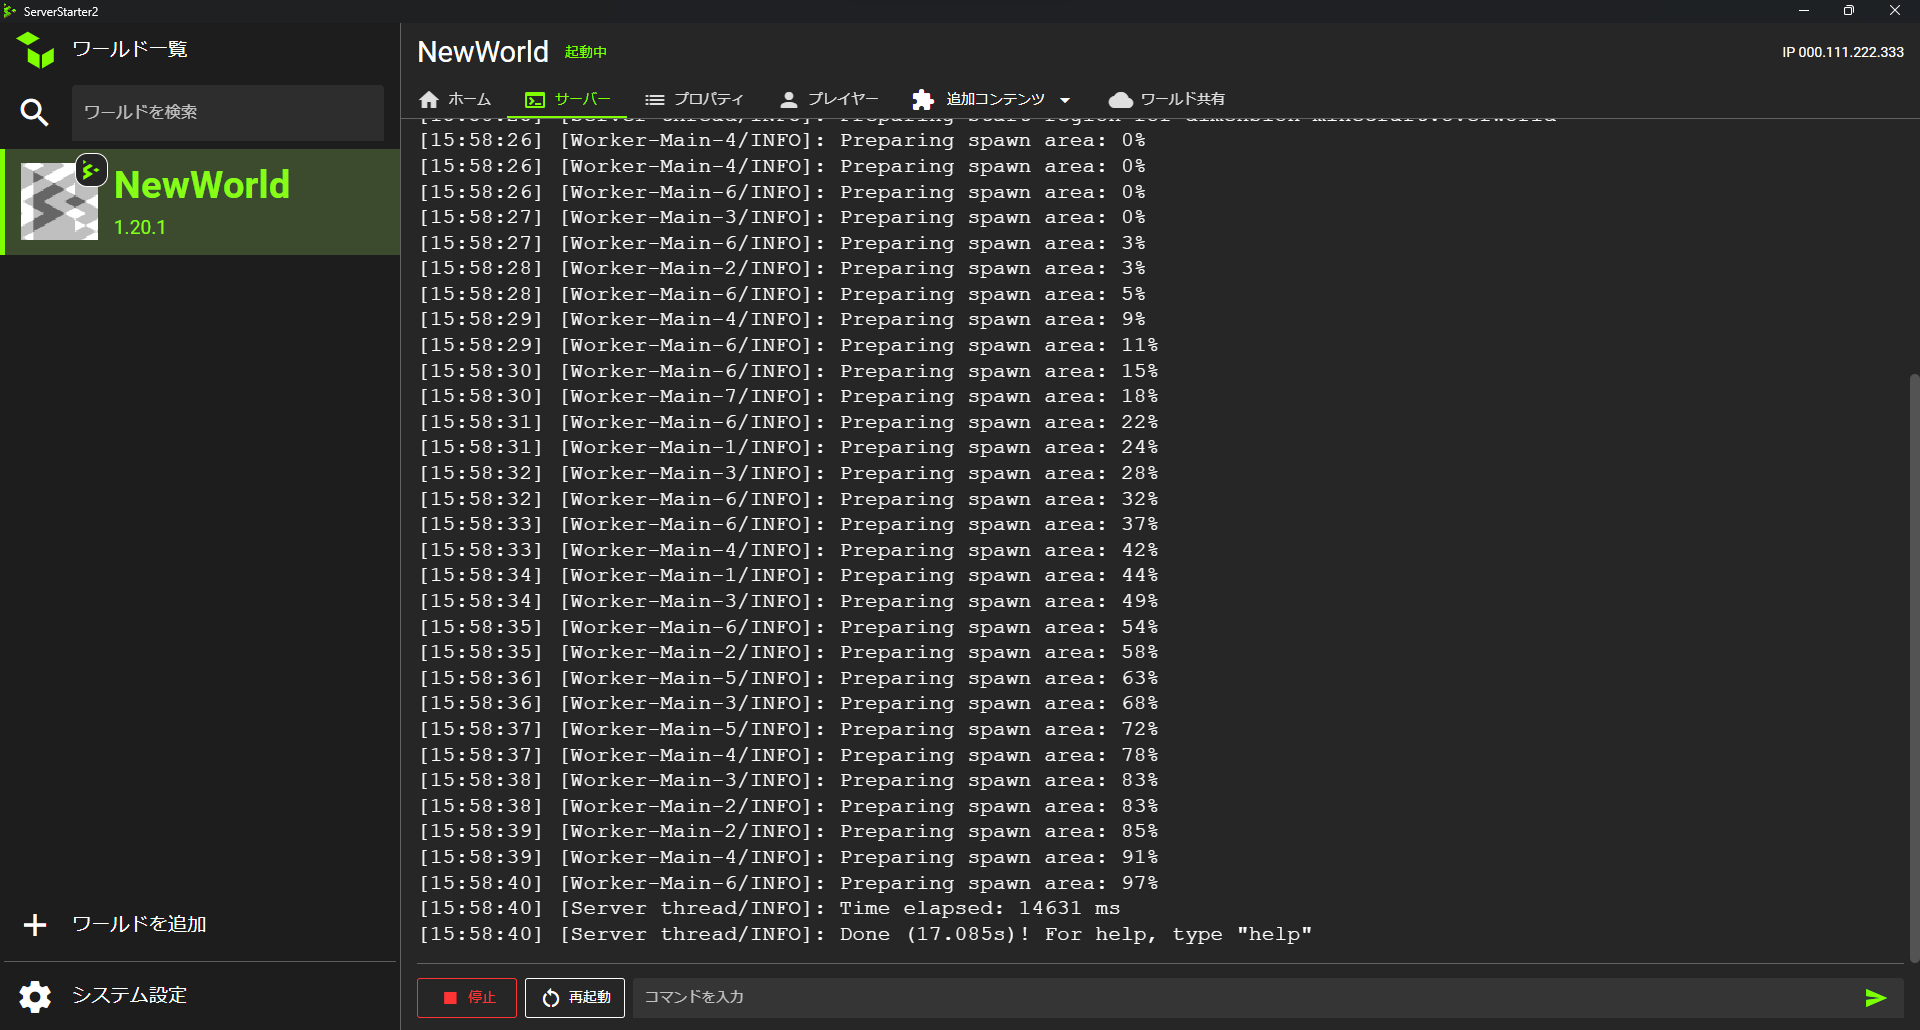 ServerStarter2
ワールド一覧
ワールドを検索
NewWorld
1.20.1
ワールドを追加
システム設定
NewWorld 起動中
IP 000.111.222.333
ホーム サーバー プロパティ プレイヤー 追加コンテンツ ワールド共有
[15:58:26] [Worker-Main-4/INFO]: Preparing spawn area: 0%
[15:58:26] [Worker-Main-4/INFO]: Preparing spawn area: 0%
[15:58:26] [Worker-Main-6/INFO]: Preparing spawn area: 0%
[15:58:27] [Worker-Main-3/INFO]: Preparing spawn area: 0%
[15:58:27] [Worker-Main-6/INFO]: Preparing spawn area: 3%
[15:58:28] [Worker-Main-2/INFO]: Preparing spawn area: 3%
[15:58:28] [Worker-Main-6/INFO]: Preparing spawn area: 5%
[15:58:29] [Worker-Main-4/INFO]: Preparing spawn area: 9%
[15:58:29] [Worker-Main-6/INFO]: Preparing spawn area: 11%
[15:58:30] [Worker-Main-6/INFO]: Preparing spawn area: 15%
[15:58:30] [Worker-Main-7/INFO]: Preparing spawn area: 18%
[15:58:31] [Worker-Main-6/INFO]: Preparing spawn area: 22%
[15:58:31] [Worker-Main-1/INFO]: Preparing spawn area: 24%
[15:58:32] [Worker-Main-3/INFO]: Preparing spawn area: 28%
[15:58:32] [Worker-Main-6/INFO]: Preparing spawn area: 32%
[15:58:33] [Worker-Main-6/INFO]: Preparing spawn area: 37%
[15:58:33] [Worker-Main-4/INFO]: Preparing spawn area: 42%
[15:58:34] [Worker-Main-1/INFO]: Preparing spawn area: 44%
[15:58:34] [Worker-Main-3/INFO]: Preparing spawn area: 49%
[15:58:35] [Worker-Main-6/INFO]: Preparing spawn area: 54%
[15:58:35] [Worker-Main-2/INFO]: Preparing spawn area: 58%
[15:58:36] [Worker-Main-5/INFO]: Preparing spawn area: 63%
[15:58:36] [Worker-Main-3/INFO]: Preparing spawn area: 68%
[15:58:37] [Worker-Main-5/INFO]: Preparing spawn area: 72%
[15:58:37] [Worker-Main-4/INFO]: Preparing spawn area: 78%
[15:58:38] [Worker-Main-3/INFO]: Preparing spawn area: 83%
[15:58:38] [Worker-Main-2/INFO]: Preparing spawn area: 83%
[15:58:39] [Worker-Main-2/INFO]: Preparing spawn area: 85%
[15:58:39] [Worker-Main-4/INFO]: Preparing spawn area: 91%
[15:58:40] [Worker-Main-6/INFO]: Preparing spawn area: 97%
[15:58:40] [Server thread/INFO]: Time elapsed: 14631 ms
[15:58:40] [Server thread/INFO]: Done (17.085s)! For help, type "help"
停止 再起動 コマンドを入力